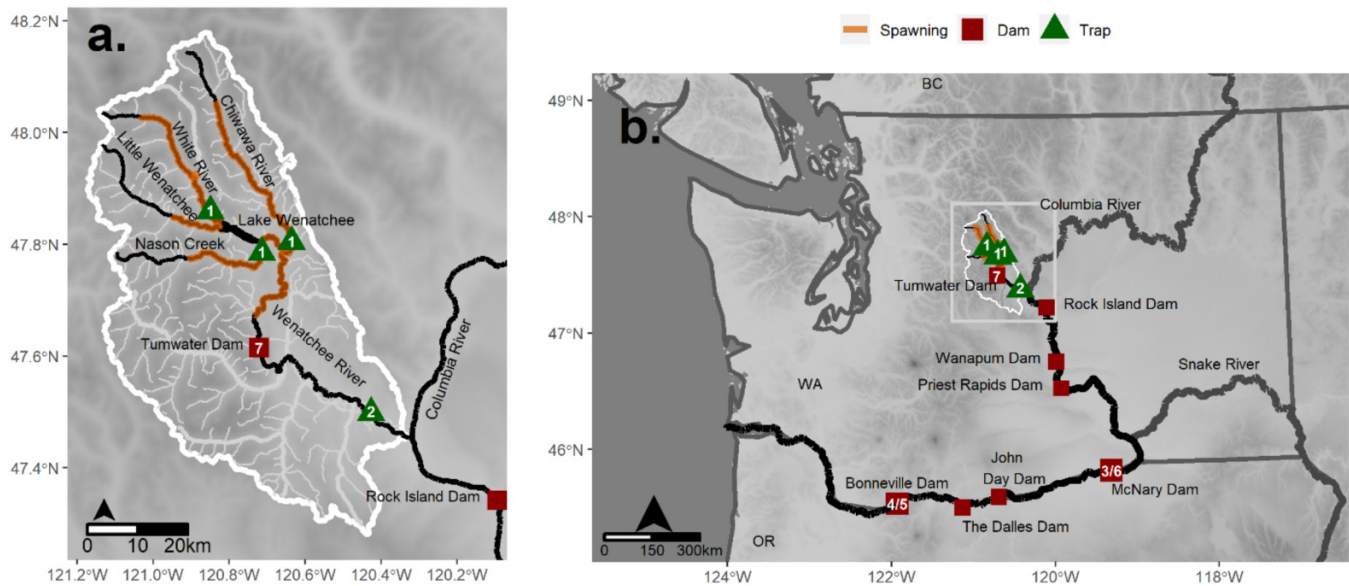 Spawning Dam Trap
a.
48.2°N
48.0°N
47.8°N
47.6°N
47.4°N
Chiwawa River
White River
Little Wenatchee
Lake Wenatchee
Nason Creek
Wenatchee River
Tumwater Dam
Columbia River
Rock Island Dam
1
1
1
7
2
0 7 20km
121.2°W 121.0°W 120.8°W 120.6°W 120.4°W 120.2°W
b.
49°N
48°N
47°N
46°N
BC
Columbia River
1
11
7
2
Tumwater Dam
Rock Island Dam
Wanapum Dam
Priest Rapids Dam
Snake River
WA
John
Day Dam
Bonneville Dam
3/6
McNary Dam
4/5
The Dalles Dam
OR
0 150 300km
124°W 122°W 120°W 118°W